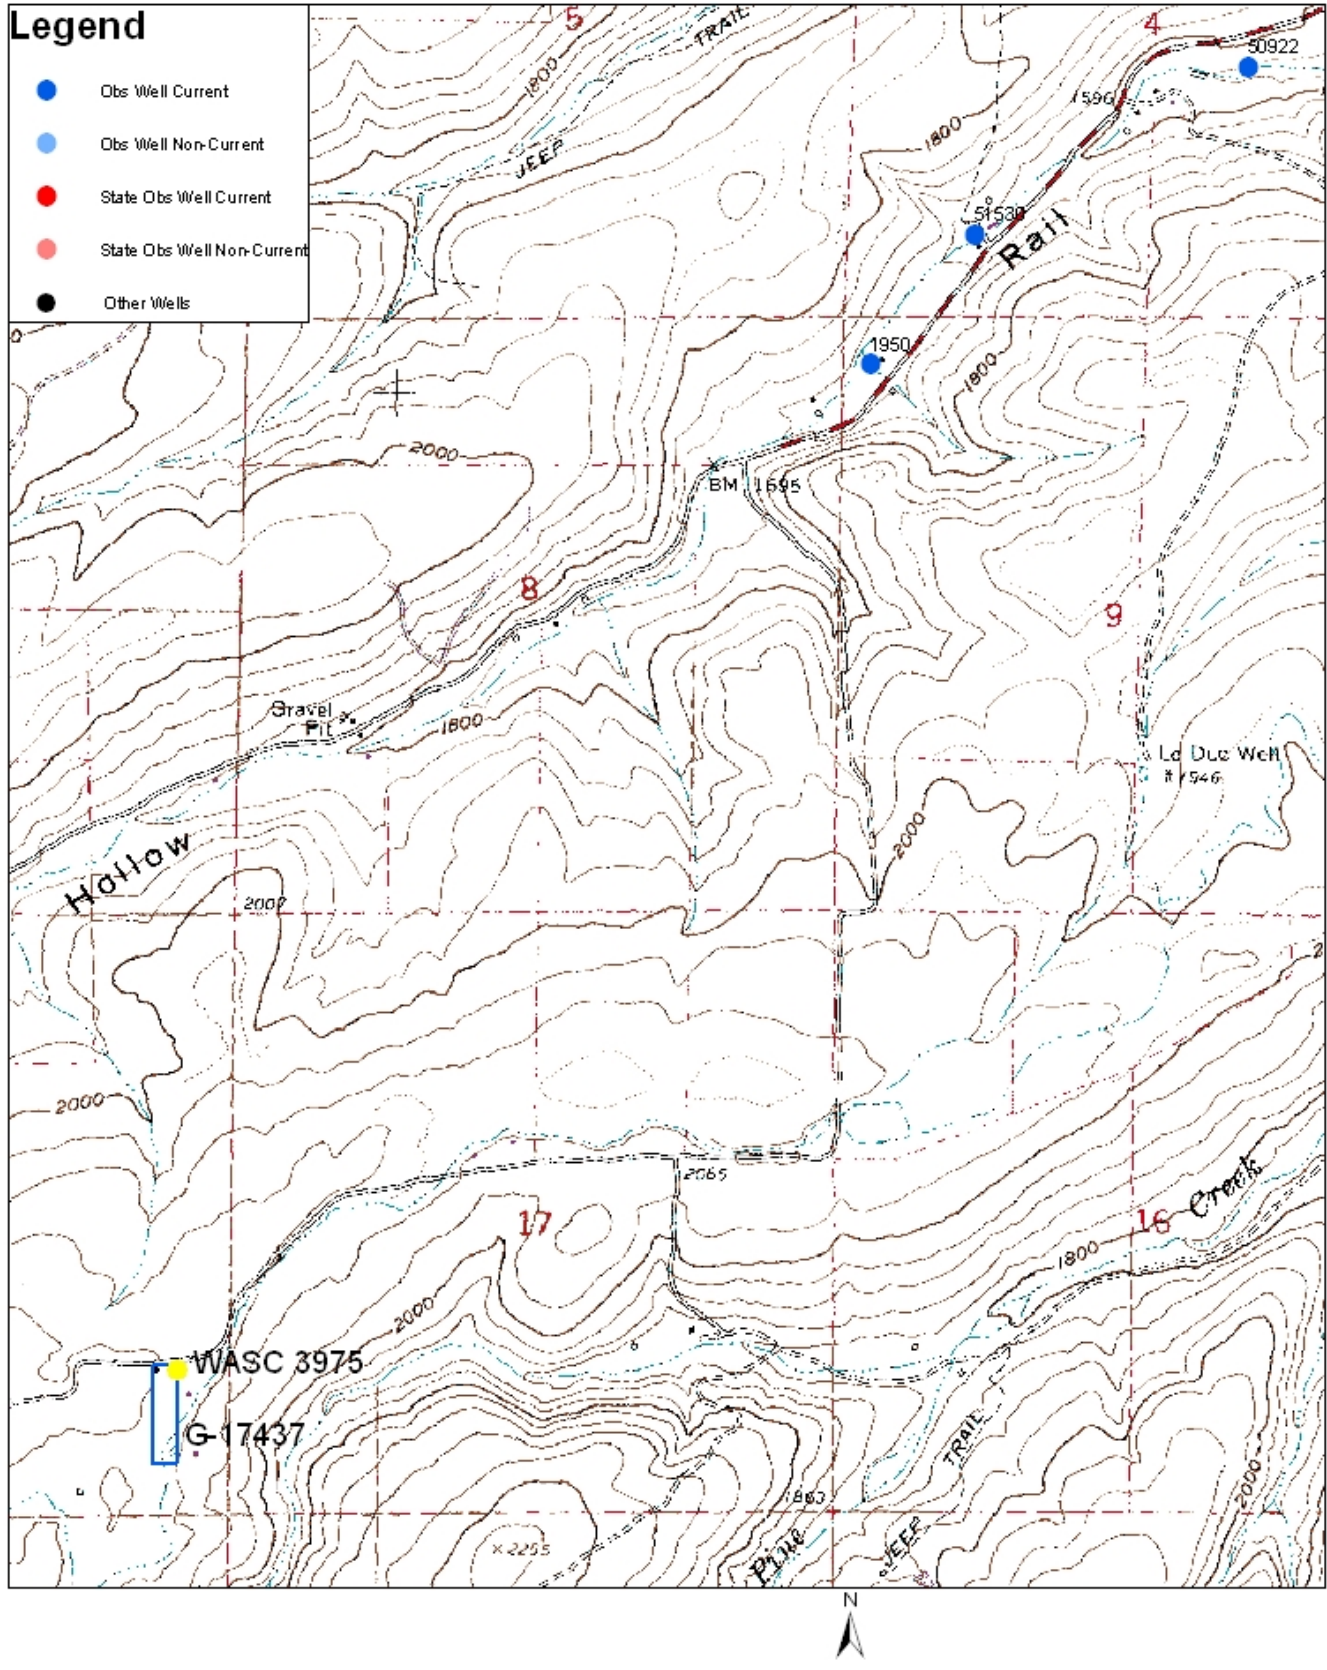 Legend
Obs Well Current
Obs Well Non-Current
State Obs Well Current
State Obs Well Non-Current
Other Wells
5
TRAIL
4
50922
1800
1596
JEEP
1800
51530
Rail
1950
1800
2000
BM 1695
8
9
Gravel
Pit
1800
Le Duc Well
1546
2000
Hollow
2007
2000
2065
Creek
17
16
1800
2000
WASC 3975
G-17437
TRAIL
2000
1863
JEEP
Pine
×2255
N